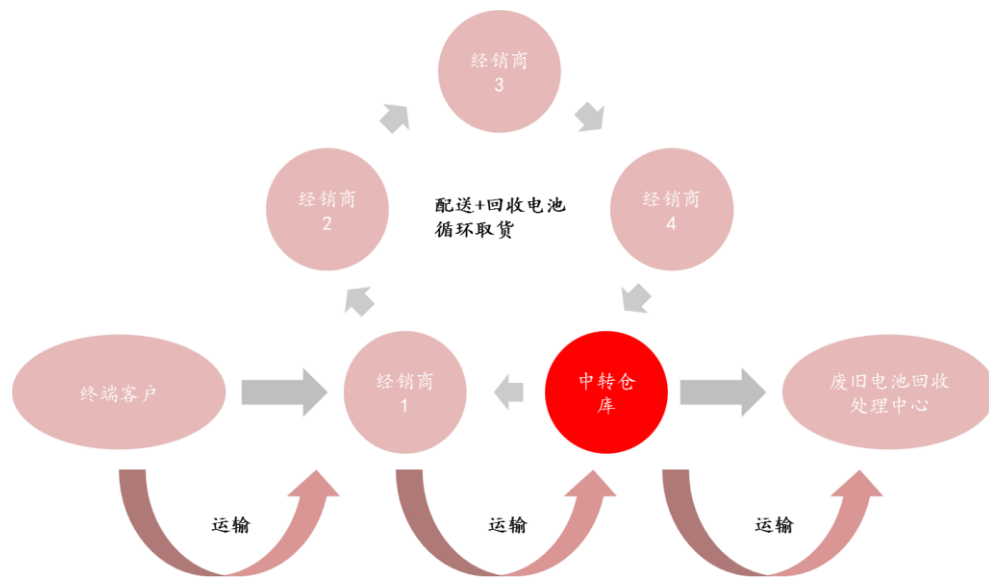 经销商
3
经销商
2
配送+回收电池
循环取货
经销商
4
终端客户
经销商
1
中转仓
库
废旧电池回收
处理中心
运输
运输
运输